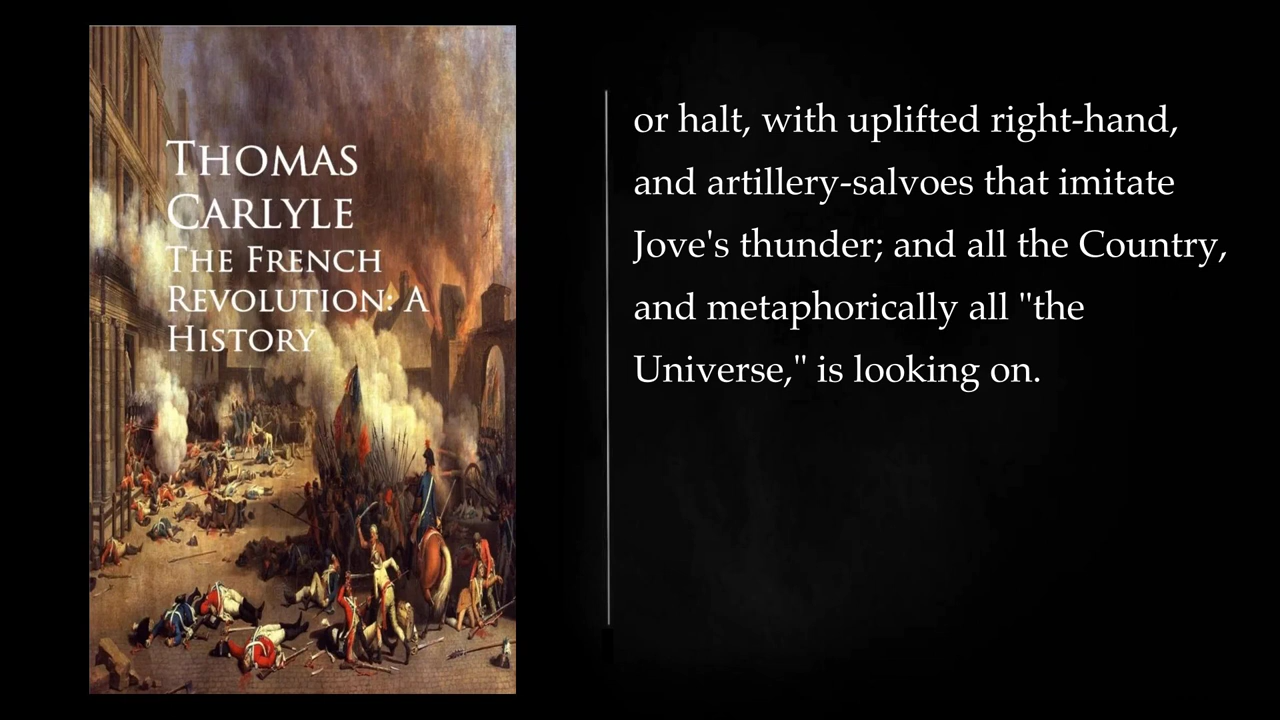 THOMAS
CARLYLE
THE FRENCH
REVOLUTION: A
HISTORY
or halt, with uplifted right-hand,
and artillery-salvoes that imitate
Jove's thunder; and all the Country,
and metaphorically all "the
Universe," is looking on.